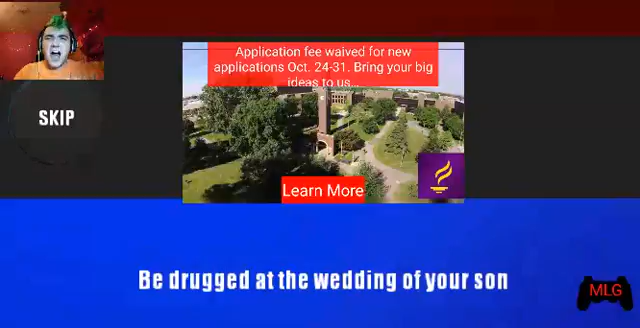 Application fee waived for new
applications Oct. 24-31. Bring your big
ideas to us...
SKIP
Learn More
Be drugged at the wedding of your son
MLG